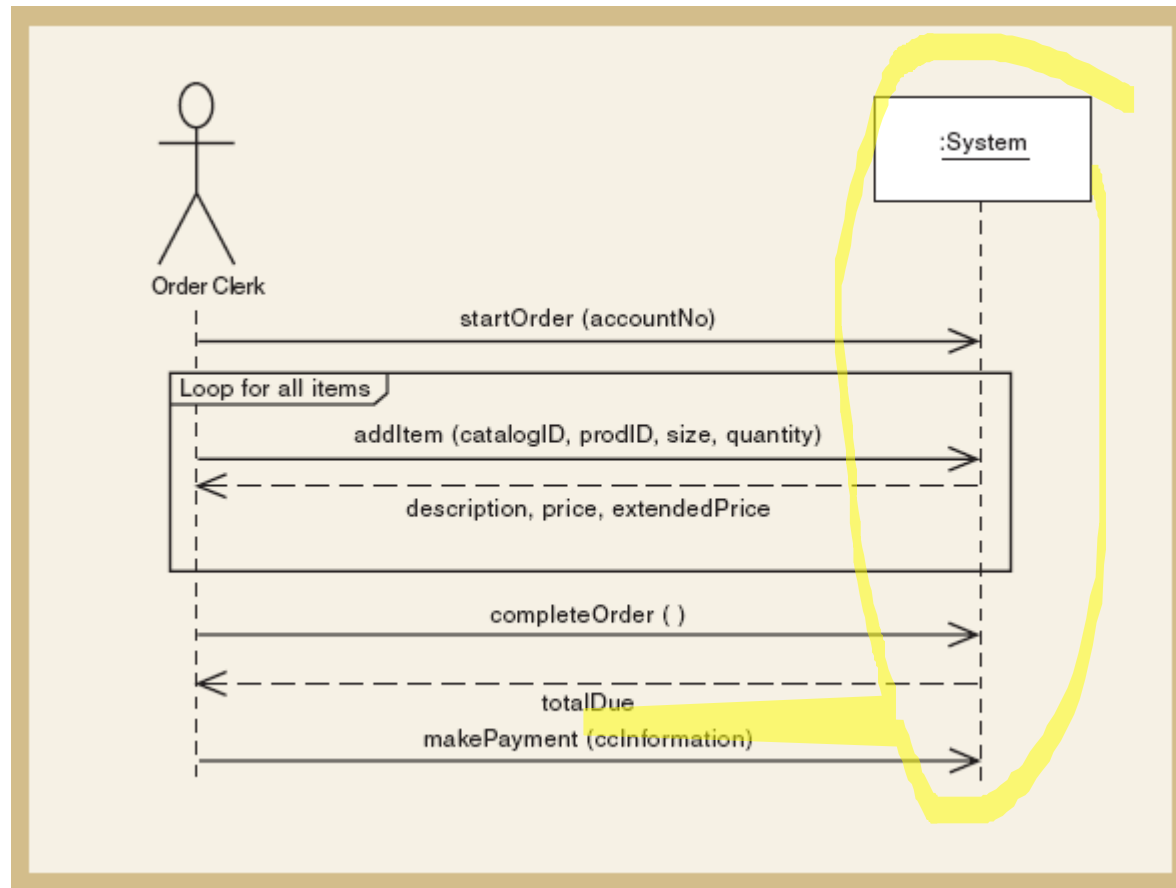 :System
Order Clerk
startOrder (accountNo)
Loop for all items
addItem (catalogID, prodID, size, quantity)
description, price, extendedPrice
completeOrder ( )
totalDue
makePayment (ccInformation)